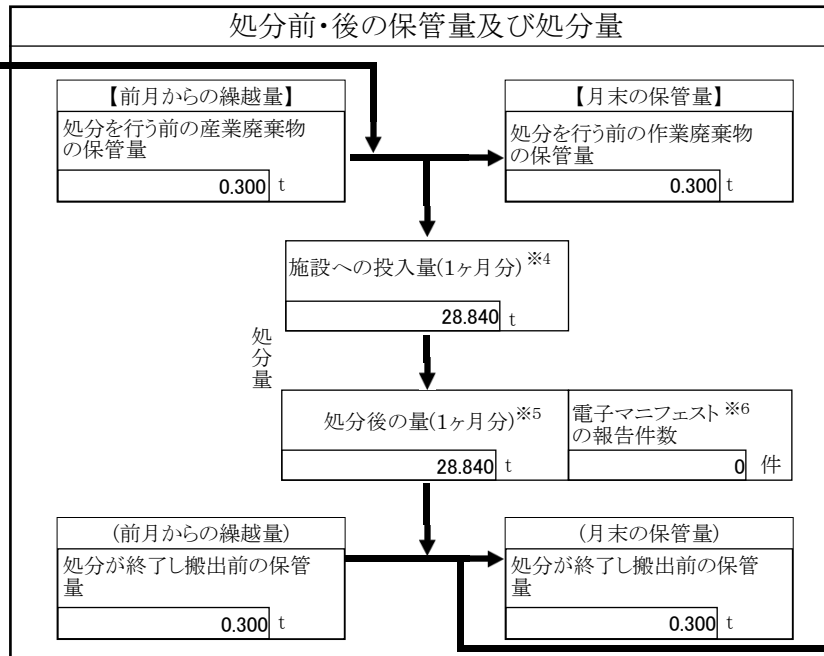 処分前・後の保管量及び処分量
【前月からの繰越量】
処分を行う前の産業廃棄物
の保管量
0.300 t
【月末の保管量】
処分を行う前の作業廃棄物
の保管量
0.300 t
施設への投入量(1ヶ月分)※4
28.840 t
処分量
処分後の量(1ヶ月分)※5
28.840 t
電子マニフェスト※6
の報告件数
0 件
(前月からの繰越量)
処分が終了し搬出前の保管
量
0.300 t
(月末の保管量)
処分が終了し搬出前の保管
量
0.300 t